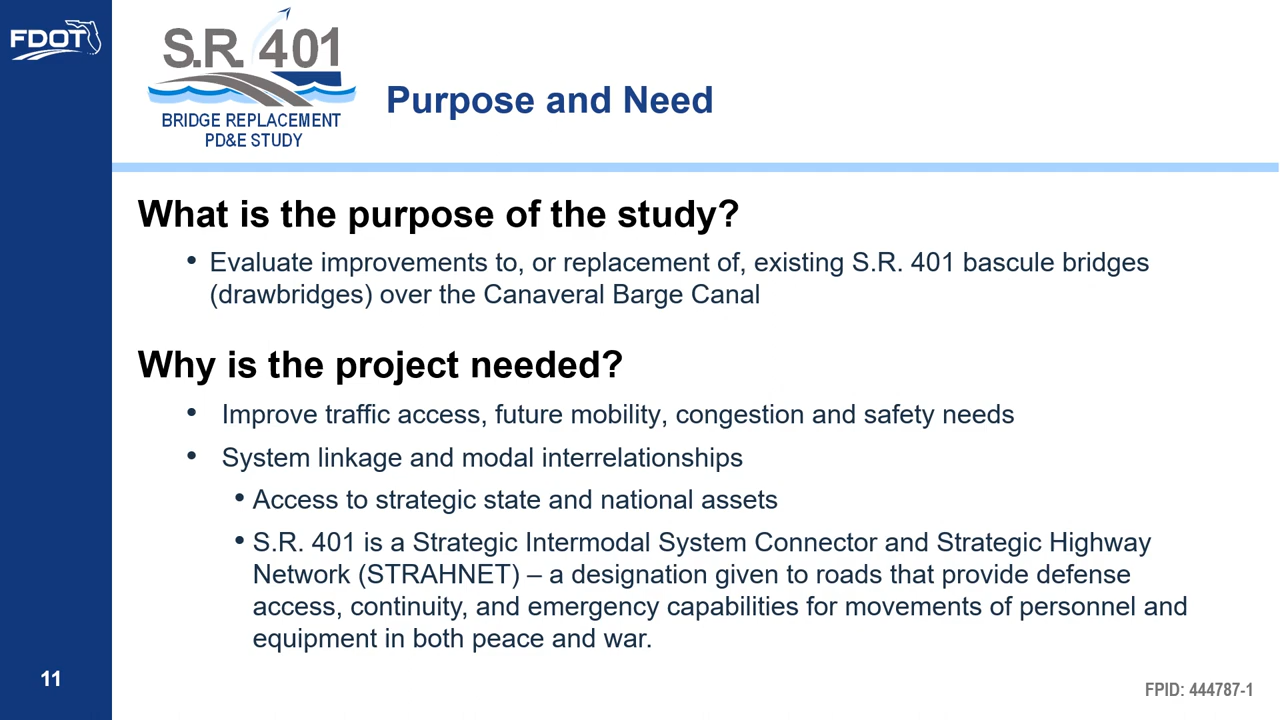 FDOT
S.R. 401
BRIDGE REPLACEMENT
PD&E STUDY
Purpose and Need
What is the purpose of the study?
• Evaluate improvements to, or replacement of, existing S.R. 401 bascule bridges
(drawbridges) over the Canaveral Barge Canal
Why is the project needed?
• Improve traffic access, future mobility, congestion and safety needs
• System linkage and modal interrelationships
• Access to strategic state and national assets
• S.R. 401 is a Strategic Intermodal System Connector and Strategic Highway
Network (STRAHNET) – a designation given to roads that provide defense
access, continuity, and emergency capabilities for movements of personnel and
equipment in both peace and war.
11
FPID: 444787-1